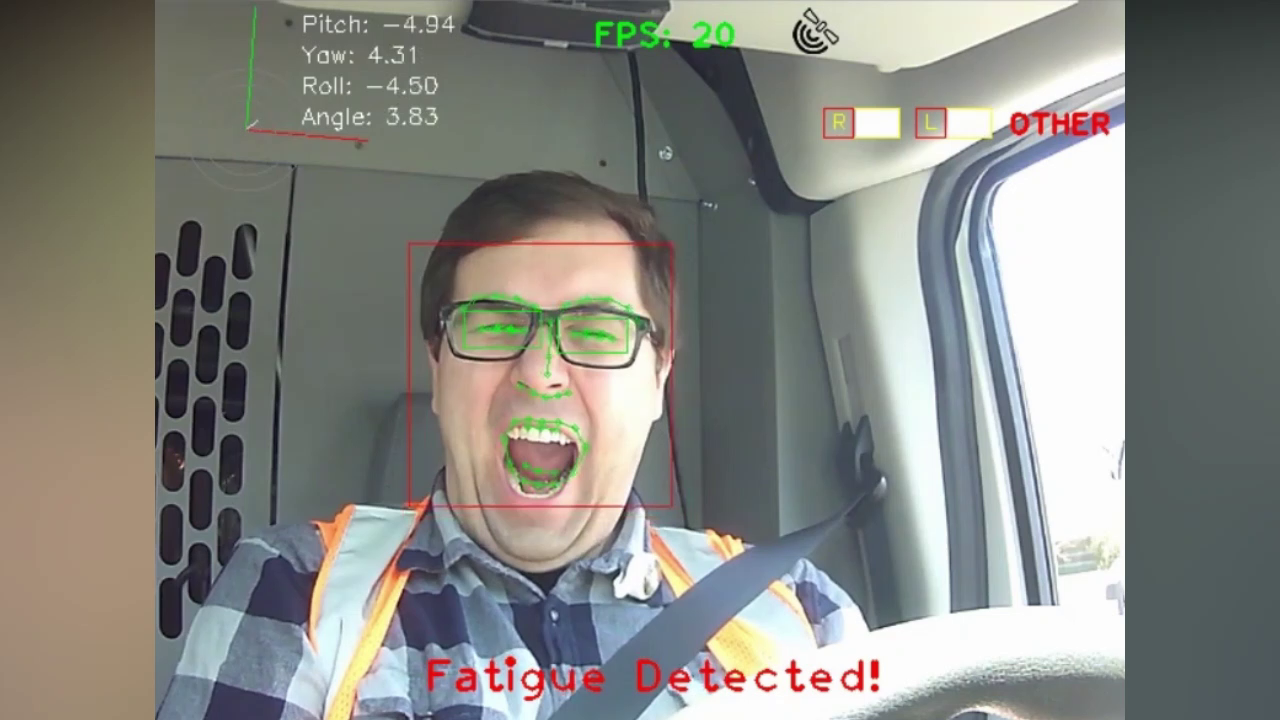 Pitch: -4.94
Yaw: 4.31
Roll: -4.50
Angle: 3.83
FPS: 20
R L OTHER
Fatigue Detected!